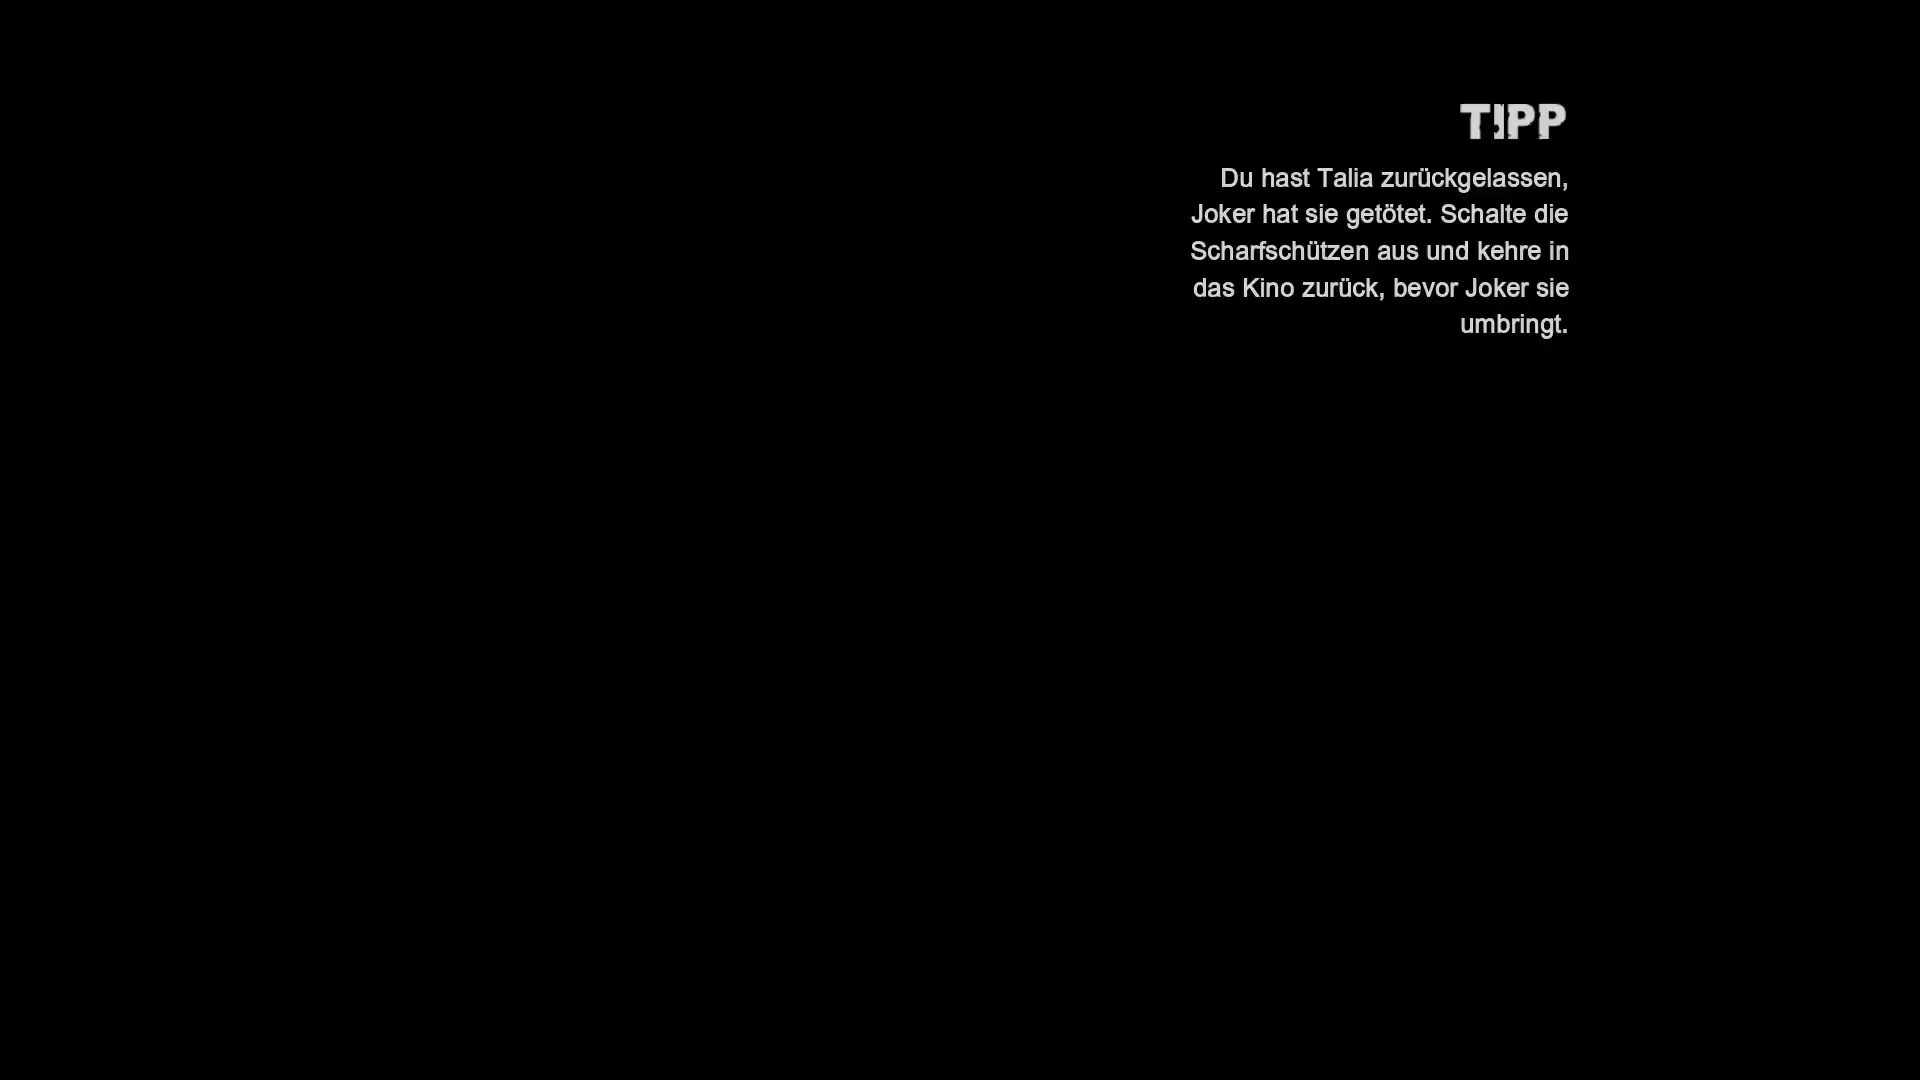 TIPP
Du hast Talia zurückgelassen,
Joker hat sie getötet. Schalte die
Scharfschützen aus und kehre in
das Kino zurück, bevor Joker sie
umbringt.